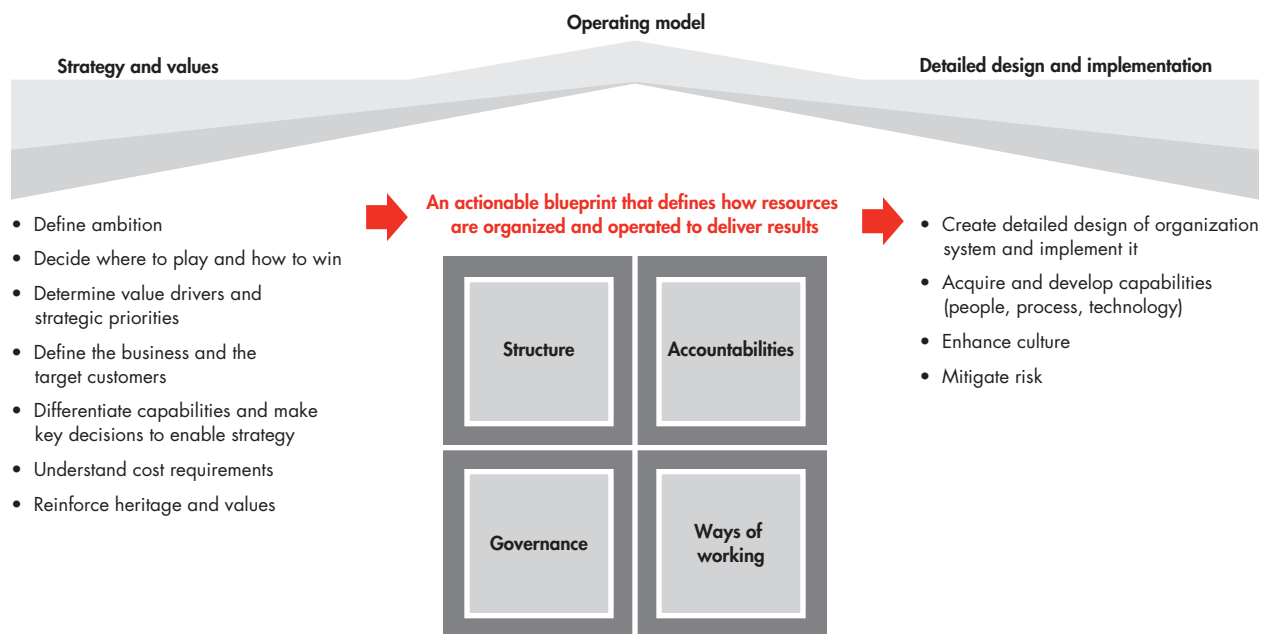 Operating model
Strategy and values
Detailed design and implementation
• Define ambition
• Decide where to play and how to win
• Determine value drivers and
strategic priorities
• Define the business and the
target customers
• Differentiate capabilities and make
key decisions to enable strategy
• Understand cost requirements
• Reinforce heritage and values
An actionable blueprint that defines how resources
are organized and operated to deliver results
Structure
Accountabilities
Governance
Ways of
working
• Create detailed design of organization
system and implement it
• Acquire and develop capabilities
(people, process, technology)
• Enhance culture
• Mitigate risk